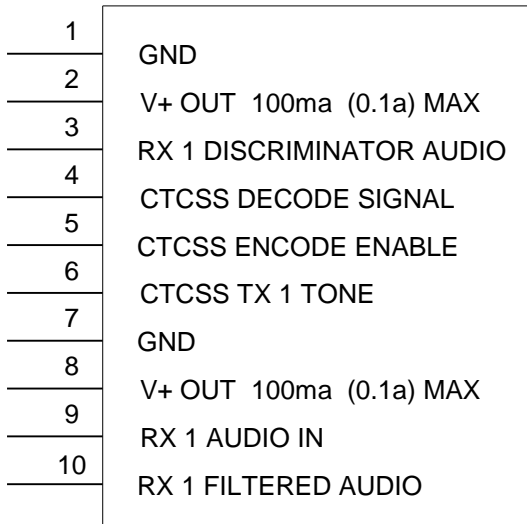 1
GND
2
V+ OUT 100ma (0.1a) MAX
3
RX 1 DISCRIMINATOR AUDIO
4
CTCSS DECODE SIGNAL
5
CTCSS ENCODE ENABLE
6
CTCSS TX 1 TONE
7
GND
8
V+ OUT 100ma (0.1a) MAX
9
RX 1 AUDIO IN
10
RX 1 FILTERED AUDIO